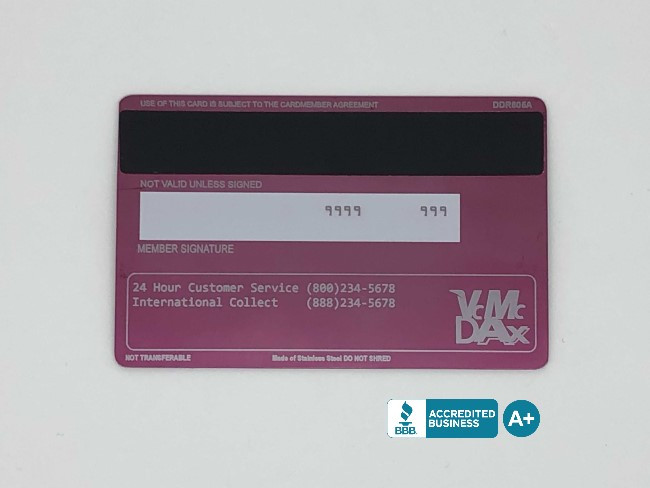 USE OF THIS CARD IS SUBJECT TO THE CARDMEMBER AGREEMENT DDR806A
NOT VALID UNLESS SIGNED
9999 999
MEMBER SIGNATURE
24 Hour Customer Service (800)234-5678
International Collect (888)234-5678
VcMc
DAx
NOT TRANSFERABLE Made of Stainless Steel DO NOT SHRED
BBB.
ACCREDITED
BUSINESS
A+